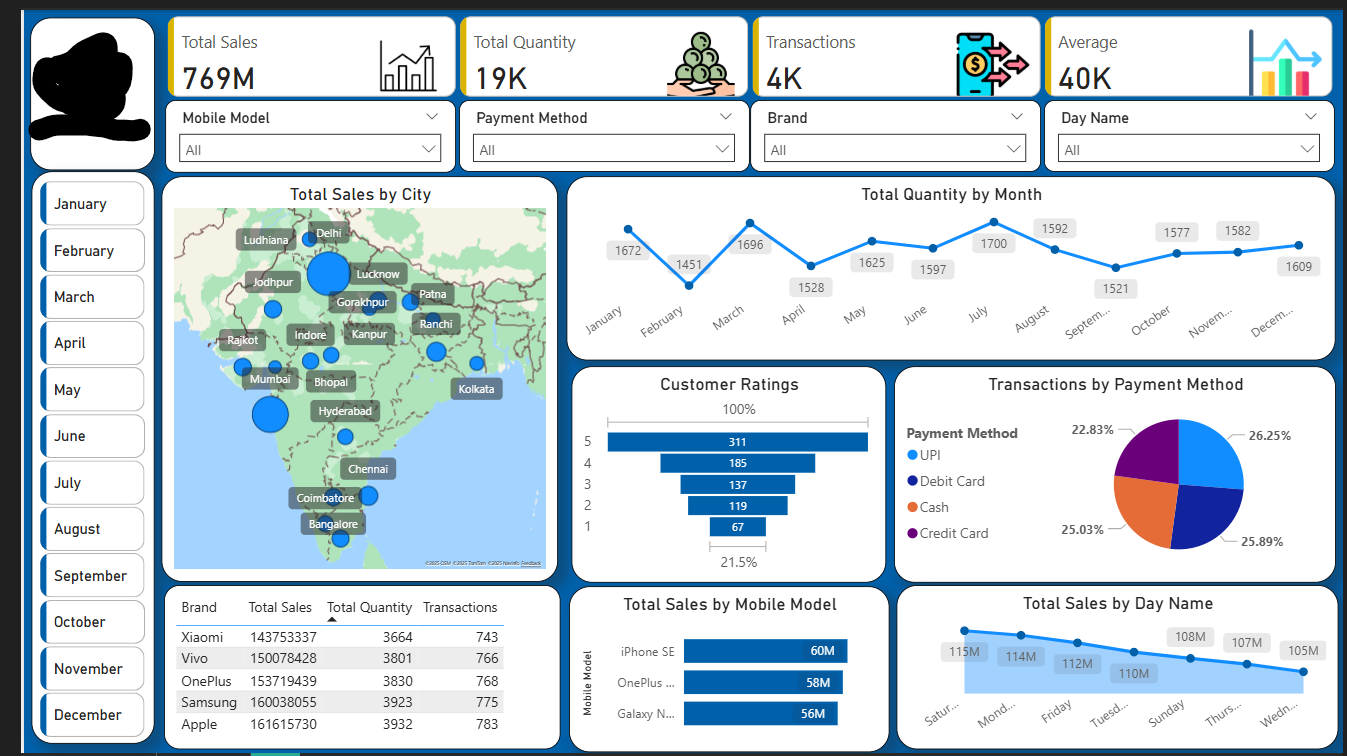 Total Sales
769M
Total Quantity
19K
Transactions
4K
Average
40K
Mobile Model
All
Payment Method
All
Brand
All
Day Name
All
January
February
March
April
May
June
July
August
September
October
November
December
Total Sales by City
Ludhiana
Delhi
Jodhpur
Lucknow
Gorakhpur
Patna
Rajkot
Indore
Kanpur
Ranchi
Mumbai
Bhopal
Kolkata
Hyderabad
Chennai
Coimbatore
Bangalore
©2025 OSM ©2025 TomTom ©2025 Navinfo Feedback
Total Quantity by Month
1672
1451
1696
1528
1625
1597
1700
1592
1521
1577
1582
1609
January
February
March
April
May
June
July
August
Septem...
October
Novem...
Decem...
Customer Ratings
100%
5 311
4 185
3 137
2 119
1 67
21.5%
Transactions by Payment Method
Payment Method
UPI
Debit Card
Cash
Credit Card
22.83%
26.25%
25.03%
25.89%
Brand Total Sales Total Quantity Transactions
Xiaomi 143753337 3664 743
Vivo 150078428 3801 766
OnePlus 153719439 3830 768
Samsung 160038055 3923 775
Apple 161615730 3932 783
Total Sales by Mobile Model
Mobile Model
iPhone SE 60M
OnePlus ... 58M
Galaxy N... 56M
Total Sales by Day Name
115M
114M
112M
110M
108M
107M
105M
Satur...
Mond...
Friday
Tuesd...
Sunday
Thurs...
Wedn...